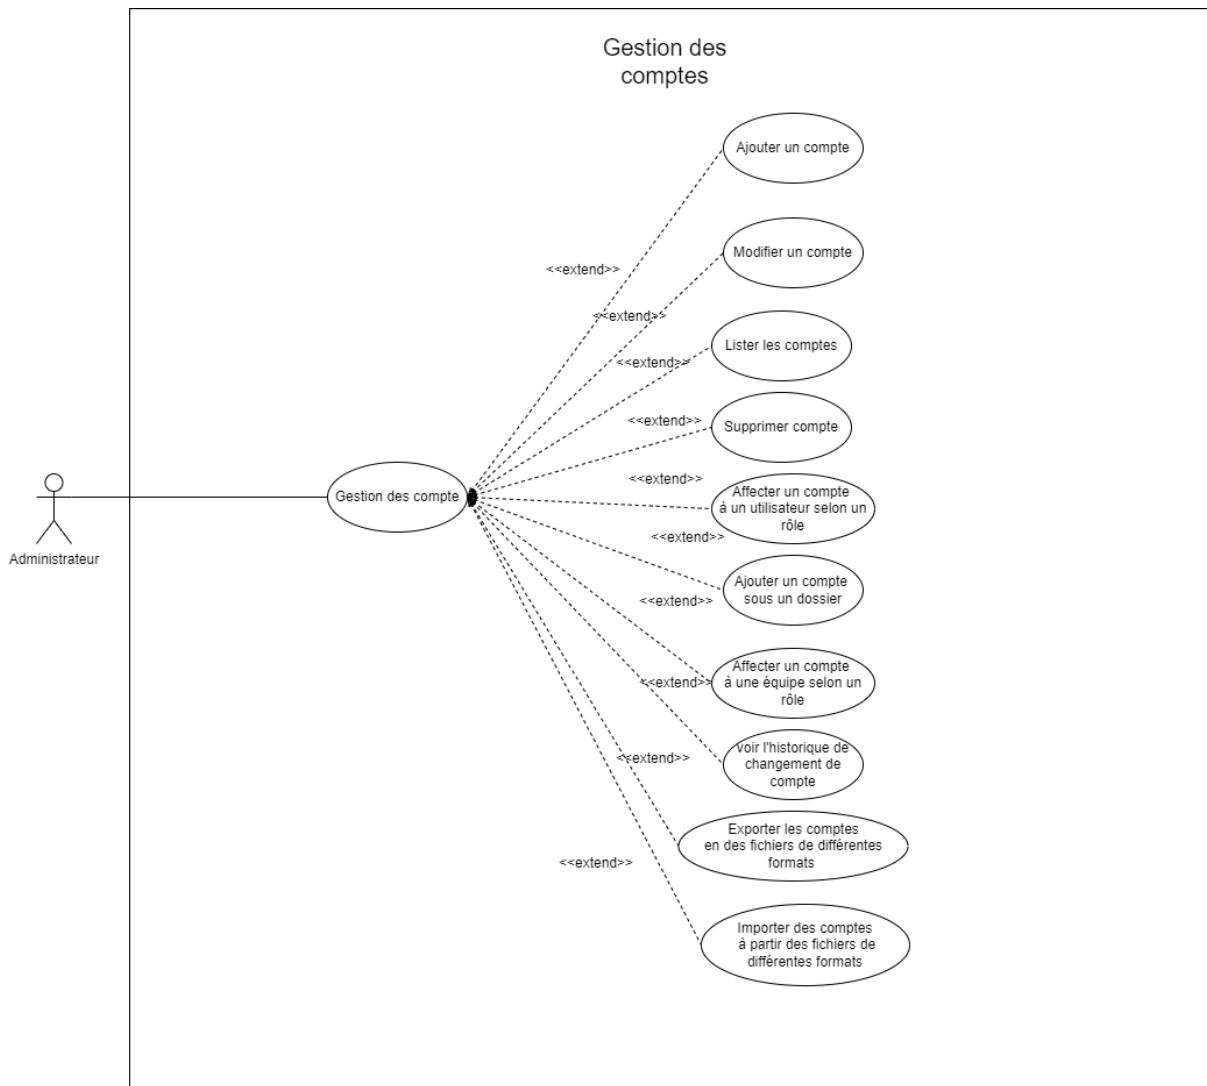 Gestion des
comptes
Ajouter un compte
Modifier un compte
<<extend>>
<<extend>>
Lister les comptes
<<extend>>
<<extend>>
Supprimer compte
<<extend>>
Gestion des compte
Affecter un compte
à un utilisateur selon un
rôle
<<extend>>
Administrateur
Ajouter un compte
sous un dossier
<<extend>>
Affecter un compte
à une équipe selon un
rôle
<<extend>>
voir l'historique de
changement de
compte
<<extend>>
Exporter les comptes
en des fichiers de différentes
formats
<<extend>>
Importer des comptes
à partir des fichiers de
différentes formats